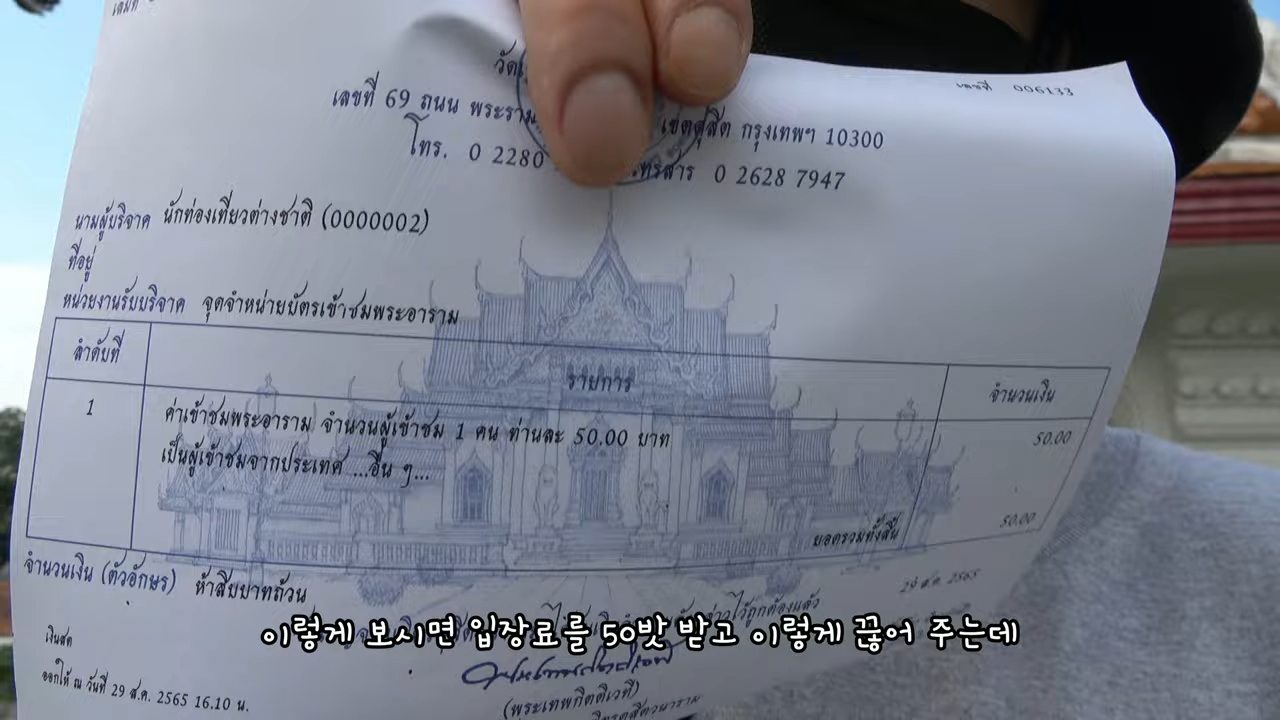 เลขที่ 006133
วัด
เลขที่ 69 ถนน พระราม เขตดุสิต กรุงเทพฯ 10300
โทร. 0 2280 โทรสาร 0 2628 7947
นามผู้บริจาค นักท่องเที่ยวต่างชาติ (0000002)
ที่อยู่
หน่วยงานรับบริจาค จุดจำหน่ายบัตรเข้าชมพระอาราม
ลำดับที่ รายการ จำนวนเงิน
1 ค่าเข้าชมพระอาราม จำนวนผู้เข้าชม 1 คน ท่านละ 50.00 บาท 50.00
เป็นผู้เข้าชมจากประเทศ ...อื่น ๆ...
ยอดรวมทั้งสิ้น 50.00
จำนวนเงิน (ตัวอักษร) ห้าสิบบาทถ้วน
29 ส.ค. 2565
ไว้ถูกต้องแล้ว
이렇게 보시면 입장료를 50밧 받고 이렇게 끊어 주는데
เงินสด
ออกให้ ณ วันที่ 29 ส.ค. 2565 16.10 น.
(พระเทพกิตติเวที)